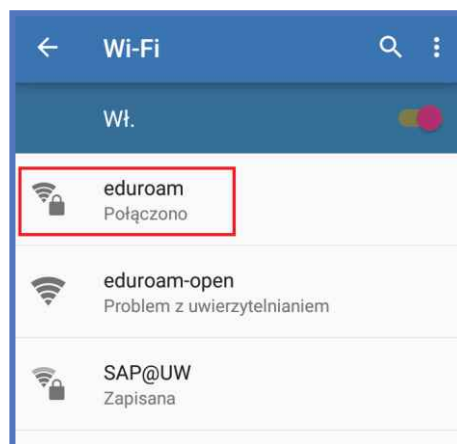 Wi-Fi
Wł.
eduroam
Połączono
eduroam-open
Problem z uwierzytelnianiem
SAP@UW
Zapisana